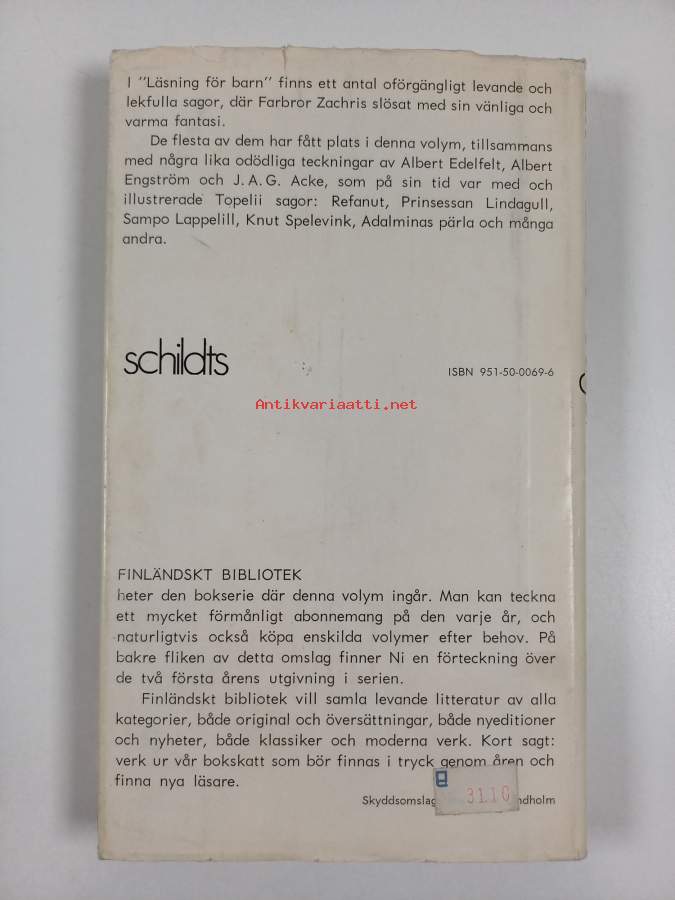 I "Läsning för barn" finns ett antal oförgängligt levande och
lekfulla sagor, där Farbror Zachris slösat med sin vänliga och
varma fantasi.
De flesta av dem har fått plats i denna volym, tillsammans
med några lika odödliga teckningar av Albert Edelfelt, Albert
Engström och J. A. G. Acke, som på sin tid var med och
illustrerade Topelii sagor: Refanut, Prinsessan Lindagull,
Sampo Lappelill, Knut Spelevink, Adalminas pärla och många
andra.
schildts
ISBN 951-50-0069-6
Antikvariaatti.net
FINLÄNDSKT BIBLIOTEK
heter den bokserie där denna volym ingår. Man kan teckna
ett mycket förmånligt abonnemang på den varje år, och
naturligtvis också köpa enskilda volymer efter behov. På
bakre fliken av detta omslag finner Ni en förteckning över
de två första årens utgivning i serien.
Finländskt bibliotek vill samla levande litteratur av alla
kategorier, både original och översättningar, både nyeditioner
och nyheter, både klassiker och moderna verk. Kort sagt:
verk ur vår bokskatt som bör finnas i tryck genom åren och
finna nya läsare.
Skyddsomslag ndholm
31.10